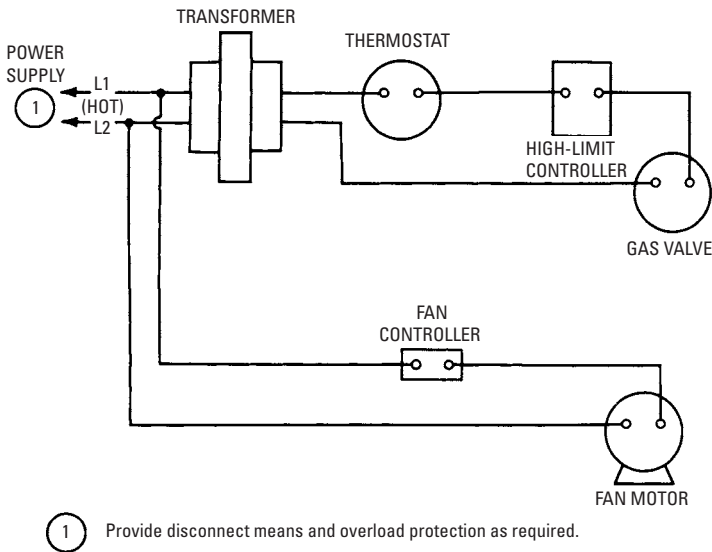 TRANSFORMER
THERMOSTAT
POWER
SUPPLY
1
L1
(HOT)
L2
HIGH-LIMIT
CONTROLLER
GAS VALVE
FAN
CONTROLLER
FAN MOTOR
1 Provide disconnect means and overload protection as required.